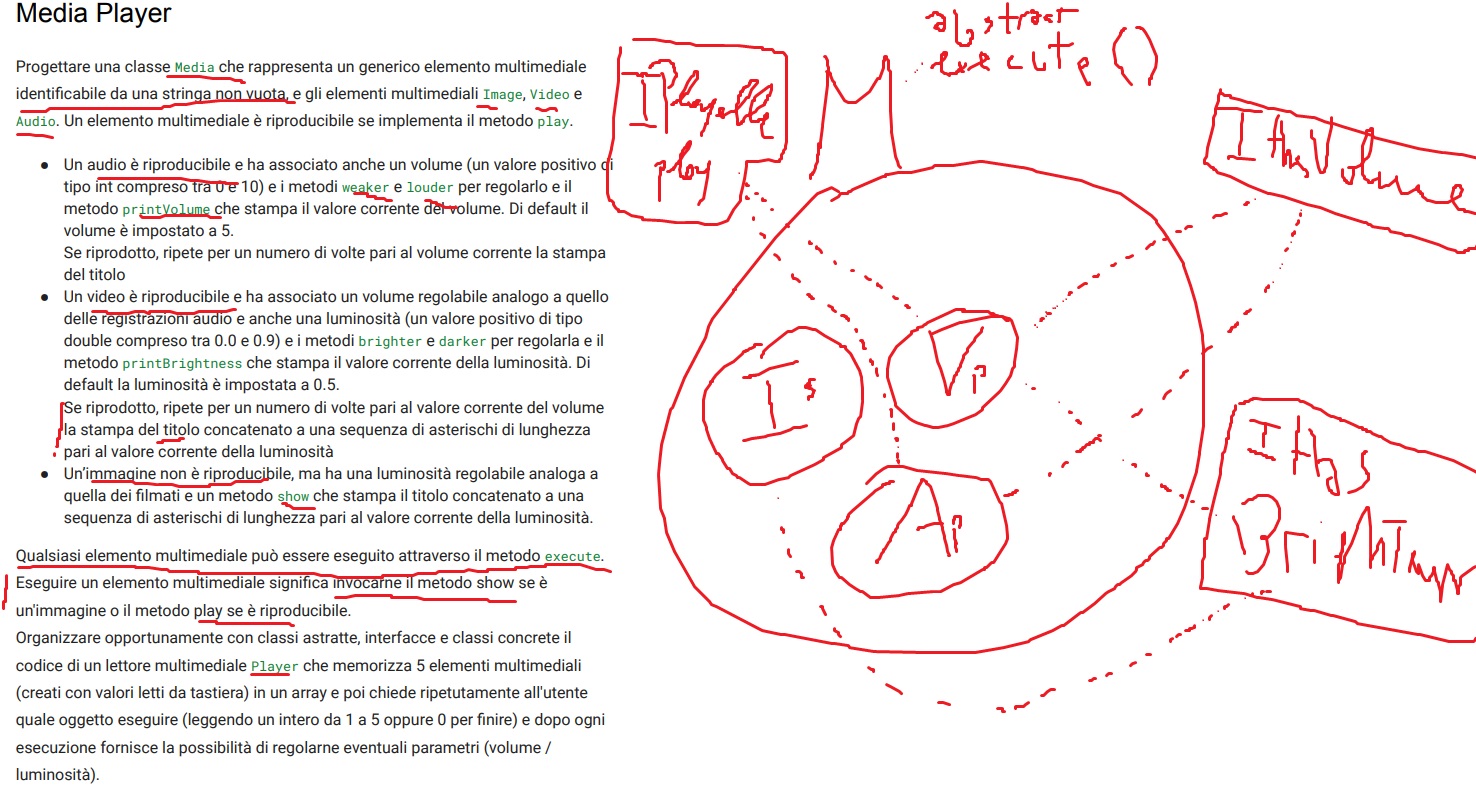 Media Player
Progettare una classe Media che rappresenta un generico elemento multimediale
identificabile da una stringa non vuota, e gli elementi multimediali Image, Video e
Audio. Un elemento multimediale è riproducibile se implementa il metodo play.
● Un audio è riproducibile e ha associato anche un volume (un valore positivo di
tipo int compreso tra 0 e 10) e i metodi weaker e louder per regolarlo e il
metodo printVolume che stampa il valore corrente del volume. Di default il
volume è impostato a 5.
Se riprodotto, ripete per un numero di volte pari al volume corrente la stampa
del titolo
● Un video è riproducibile e ha associato un volume regolabile analogo a quello
delle registrazioni audio e anche una luminosità (un valore positivo di tipo
double compreso tra 0.0 e 0.9) e i metodi brighter e darker per regolarla e il
metodo printBrightness che stampa il valore corrente della luminosità. Di
default la luminosità è impostata a 0.5.
Se riprodotto, ripete per un numero di volte pari al valore corrente del volume
la stampa del titolo concatenato a una sequenza di asterischi di lunghezza
pari al valore corrente della luminosità
● Un'immagine non è riproducibile, ma ha una luminosità regolabile analoga a
quella dei filmati e un metodo show che stampa il titolo concatenato a una
sequenza di asterischi di lunghezza pari al valore corrente della luminosità.
Qualsiasi elemento multimediale può essere eseguito attraverso il metodo execute.
Eseguire un elemento multimediale significa invocarne il metodo show se è
un'immagine o il metodo play se è riproducibile.
Organizzare opportunamente con classi astratte, interfacce e classi concrete il
codice di un lettore multimediale Player che memorizza 5 elementi multimediali
(creati con valori letti da tastiera) in un array e poi chiede ripetutamente all'utente
quale oggetto eseguire (leggendo un intero da 1 a 5 oppure 0 per finire) e dopo ogni
esecuzione fornisce la possibilità di regolarne eventuali parametri (volume /
luminosità).
play
M
execute ()
I has Volume
V P
I s
A P
I has